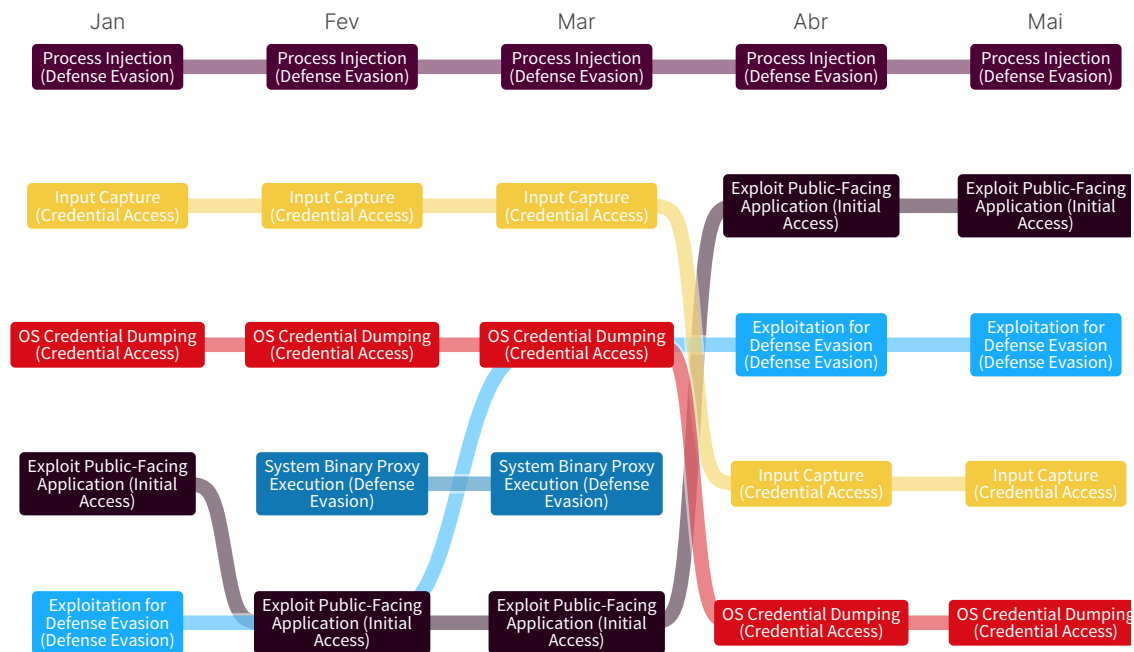 Jan
Fev
Mar
Abr
Mai
Process Injection
(Defense Evasion)
Process Injection
(Defense Evasion)
Process Injection
(Defense Evasion)
Process Injection
(Defense Evasion)
Process Injection
(Defense Evasion)
Input Capture
(Credential Access)
Input Capture
(Credential Access)
Input Capture
(Credential Access)
Exploit Public-Facing
Application (Initial
Access)
Exploit Public-Facing
Application (Initial
Access)
OS Credential Dumping
(Credential Access)
OS Credential Dumping
(Credential Access)
OS Credential Dumping
(Credential Access)
Exploitation for
Defense Evasion
(Defense Evasion)
Exploitation for
Defense Evasion
(Defense Evasion)
Exploit Public-Facing
Application (Initial
Access)
System Binary Proxy
Execution (Defense
Evasion)
System Binary Proxy
Execution (Defense
Evasion)
Input Capture
(Credential Access)
Input Capture
(Credential Access)
Exploitation for
Defense Evasion
(Defense Evasion)
Exploit Public-Facing
Application (Initial
Access)
Exploit Public-Facing
Application (Initial
Access)
OS Credential Dumping
(Credential Access)
OS Credential Dumping
(Credential Access)